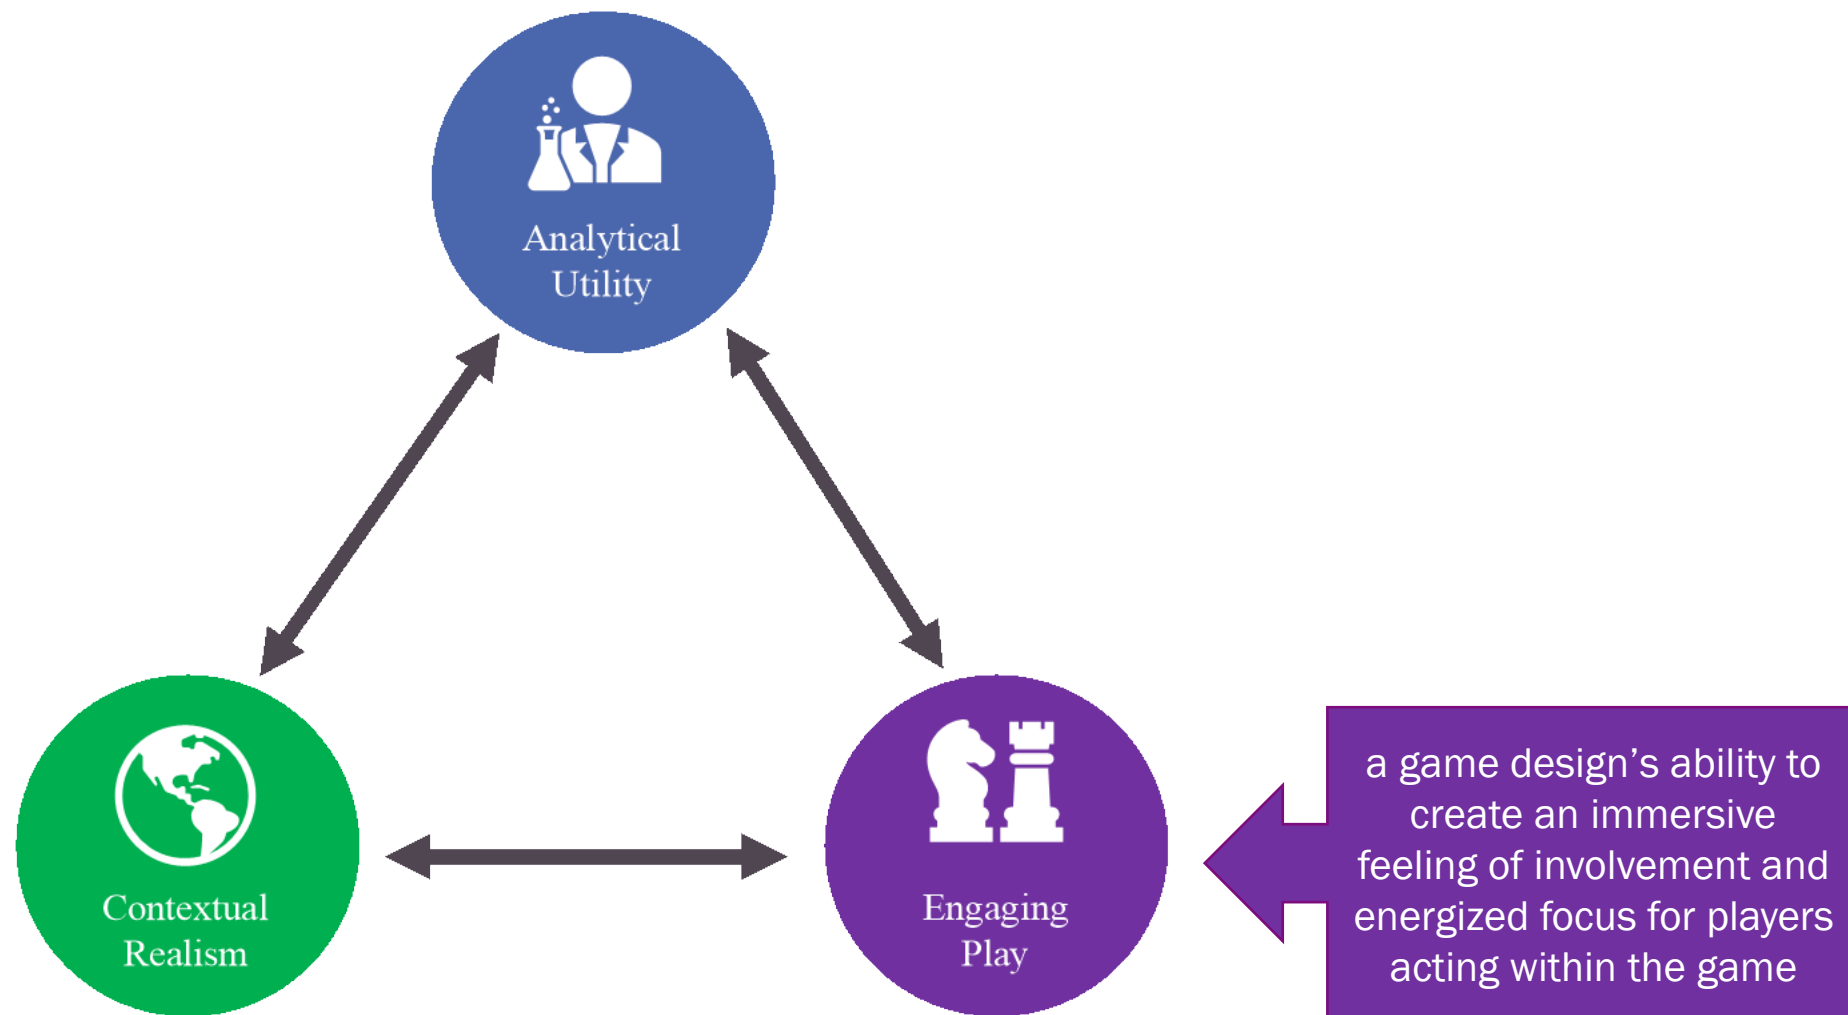 Analytical
Utility
Contextual
Realism
Engaging
Play
a game design’s ability to
create an immersive
feeling of involvement and
energized focus for players
acting within the game